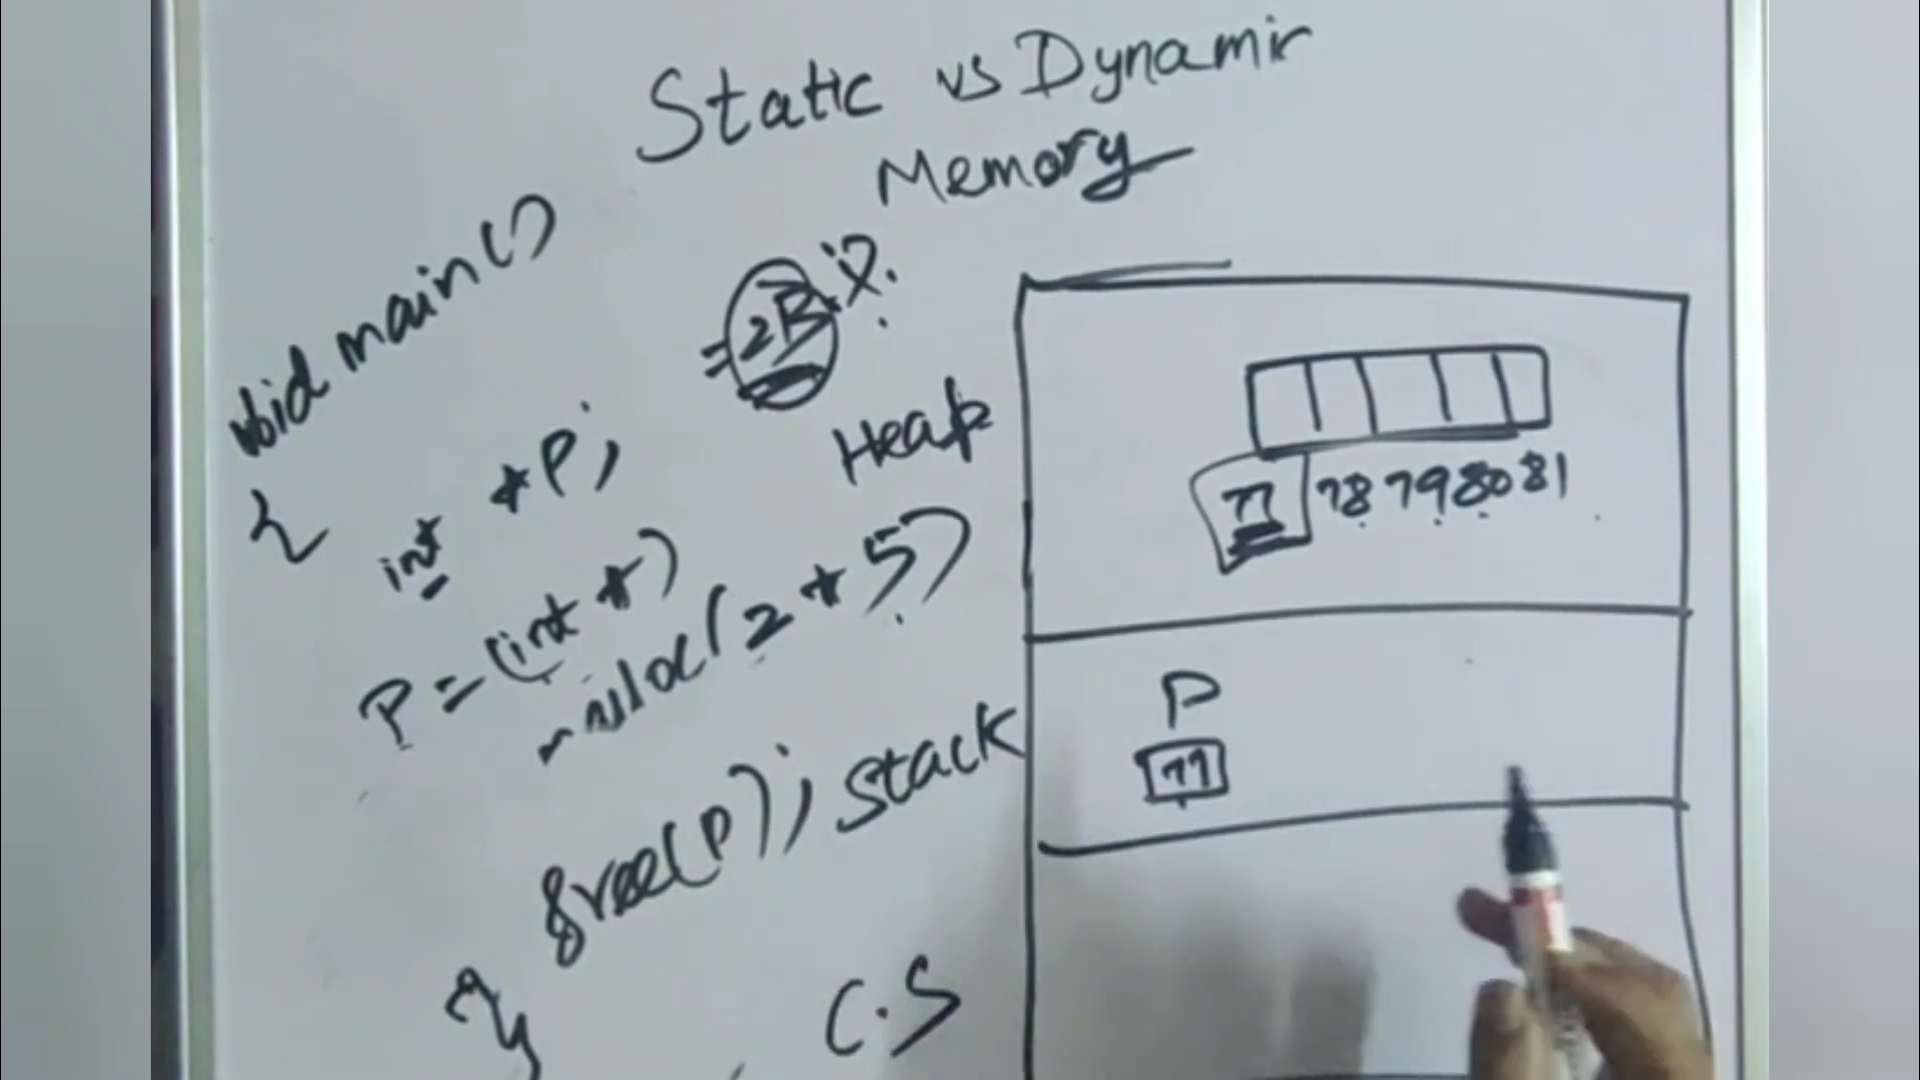 Static vs Dynamic
Memory
void main()
{
int *P;
=2B
Heap
P=(int *)
malloc(2*5)
free(P);
}
77 78 79 80 81
Stack
P
77
C.S